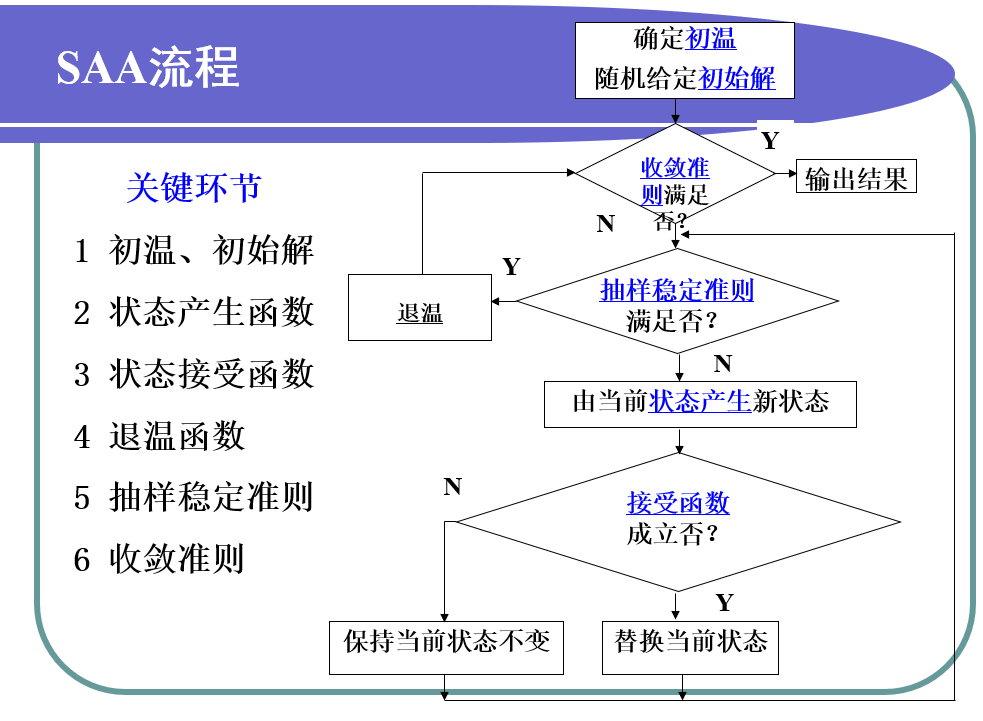 SAA流程
关键环节
1 初温、初始解
2 状态产生函数
3 状态接受函数
4 退温函数
5 抽样稳定准则
6 收敛准则
确定初温
随机给定初始解
Y
收敛准
则满足
否?
输出结果
N
Y
抽样稳定准则
满足否?
退温
N
由当前状态产生新状态
N
接受函数
成立否?
Y
保持当前状态不变
替换当前状态